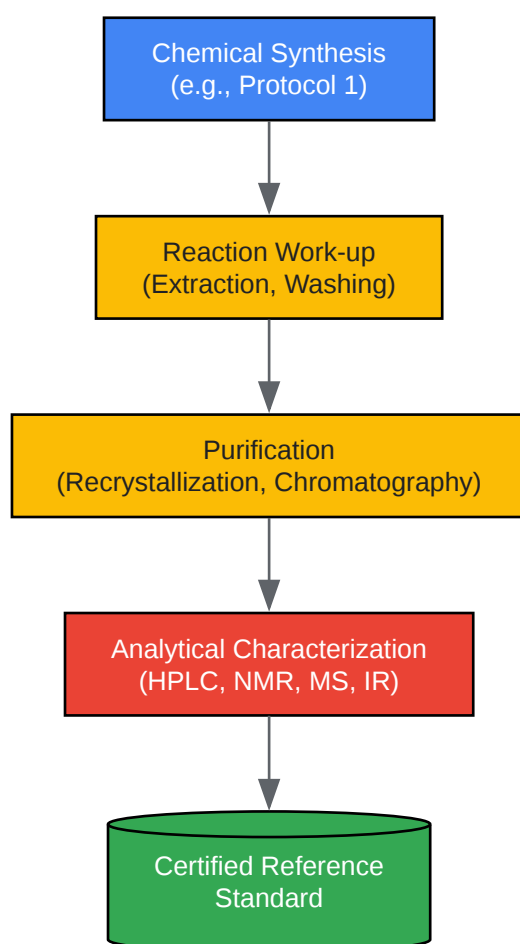 Chemical Synthesis
(e.g., Protocol 1)
Reaction Work-up
(Extraction, Washing)
Purification
(Recrystallization, Chromatography)
Analytical Characterization
(HPLC, NMR, MS, IR)
Certified Reference
Standard